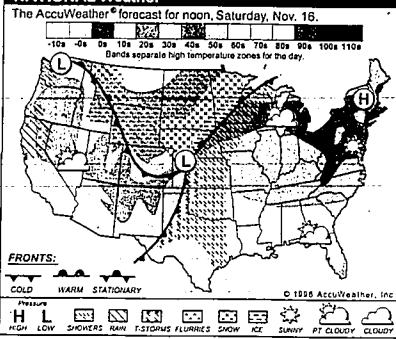 NATIONAL Weather
The AccuWeather® forecast for noon, Saturday, Nov. 16.
-10s -0s 0s 10s 20s 30s 40s 50s 60s 70s 80s 90s 100s 110s
Bands separate high temperature zones for the day.
L
H
L
FRONTS:
COLD WARM STATIONARY
© 1996 AccuWeather, Inc
Pressure
H L
HIGH LOW SHOWERS RAIN T-STORMS FLURRIES SNOW ICE SUNNY PT CLOUDY CLOUDY